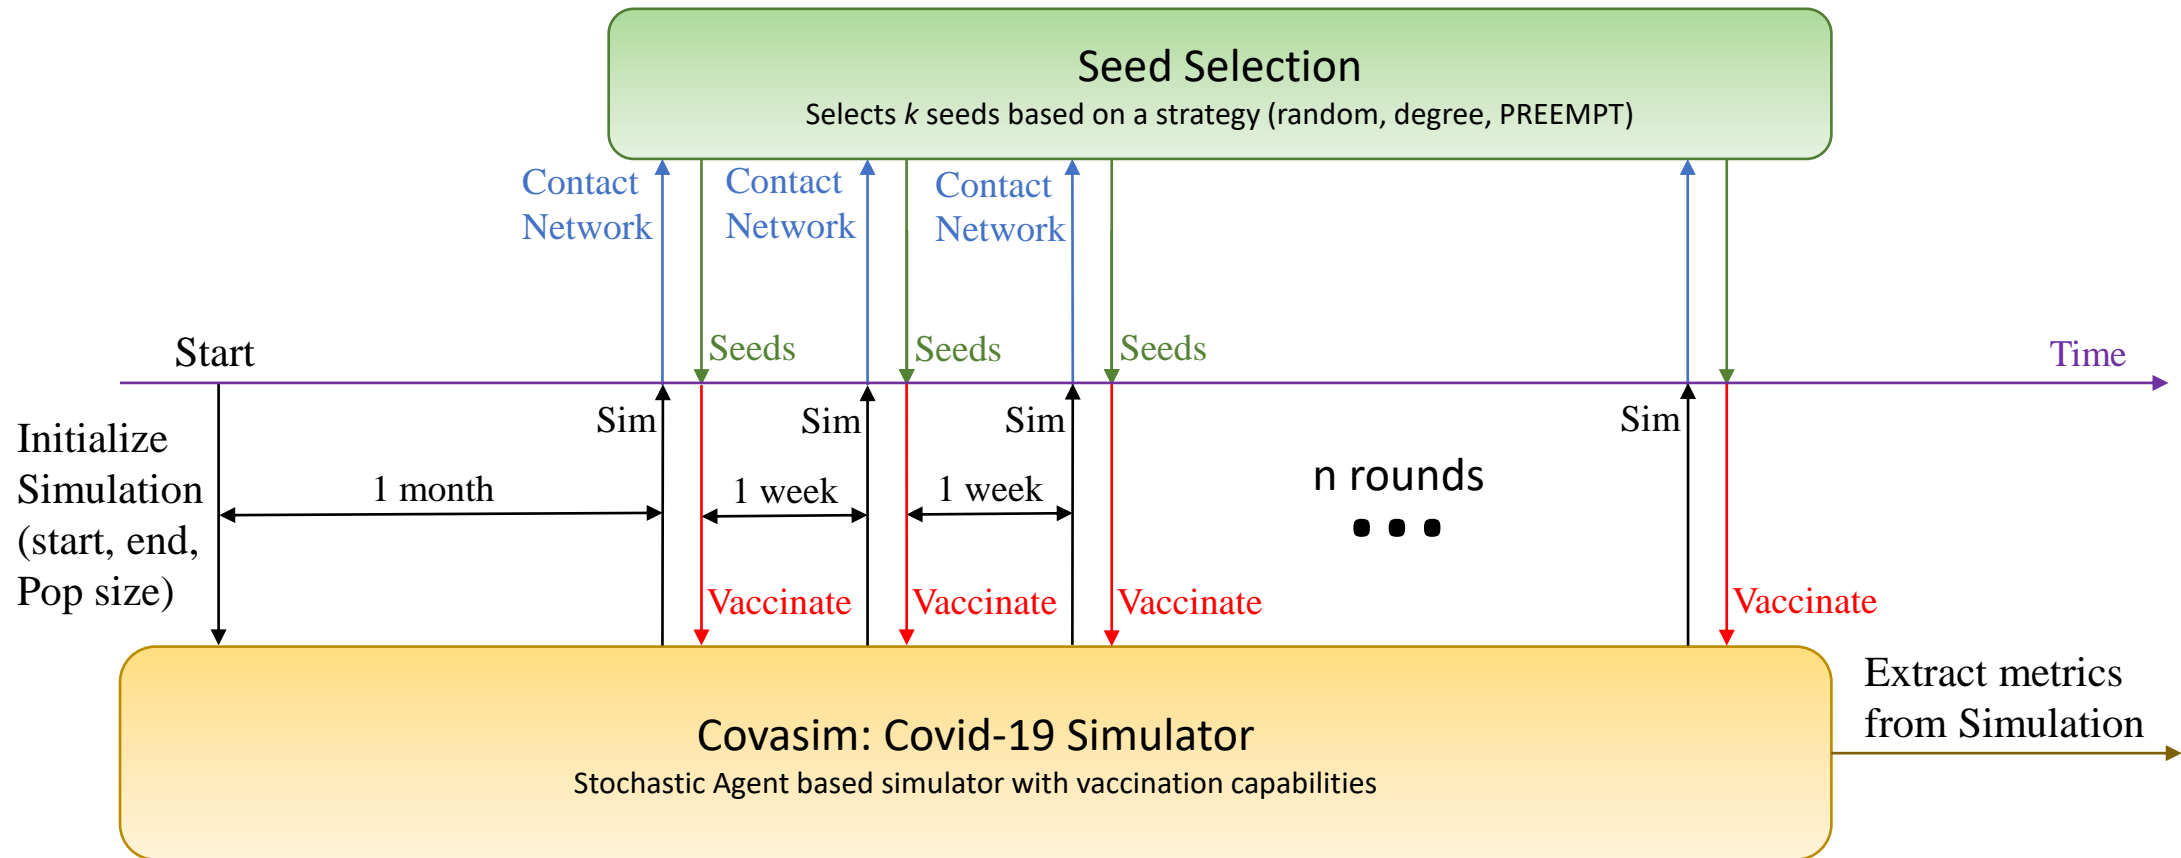 Seed Selection
Selects k seeds based on a strategy (random, degree, PREEMPT)
Contact
Network
Contact
Network
Contact
Network
Start
Seeds
Seeds
Seeds
Time
Initialize
Simulation
(start, end,
Pop size)
Sim
Sim
Sim
Sim
1 month
1 week
1 week
n rounds
Vaccinate
Vaccinate
Vaccinate
Vaccinate
Covasim: Covid-19 Simulator
Stochastic Agent based simulator with vaccination capabilities
Extract metrics
from Simulation